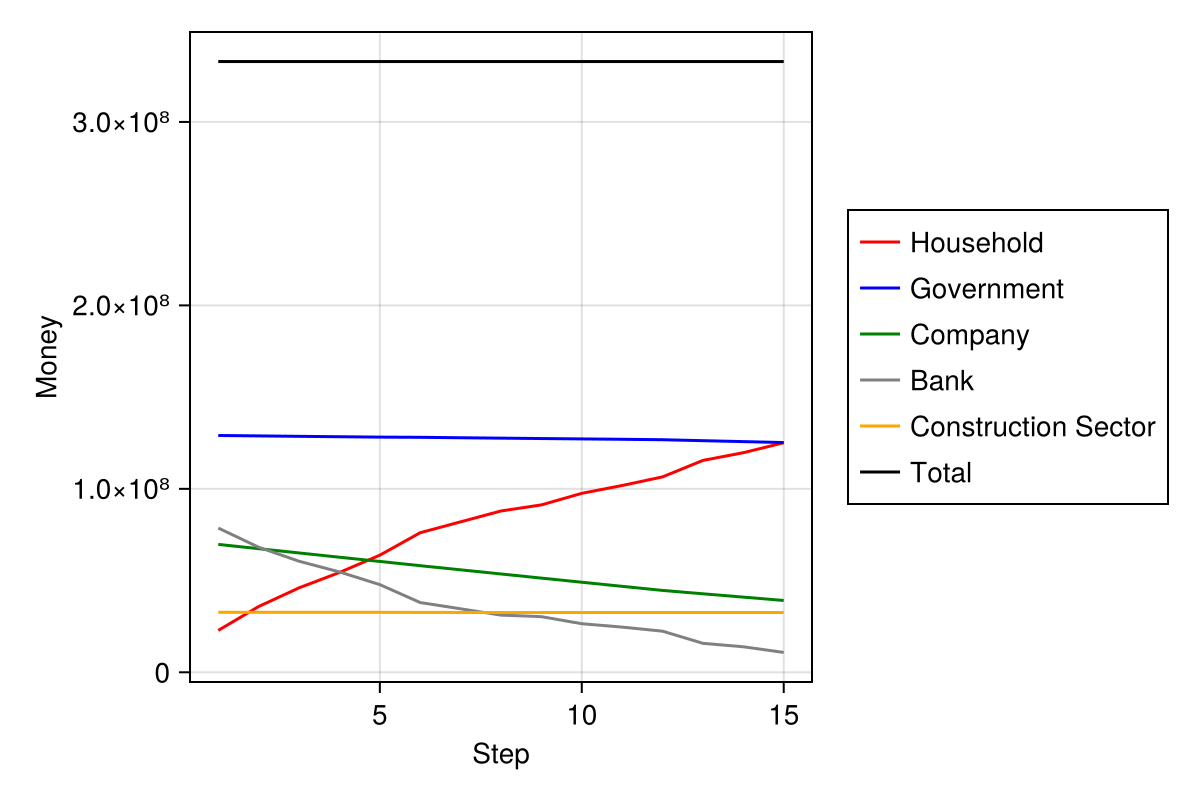 3.0×10⁸
2.0×10⁸
1.0×10⁸
0
Money
5 10 15
Step
Household
Government
Company
Bank
Construction Sector
Total